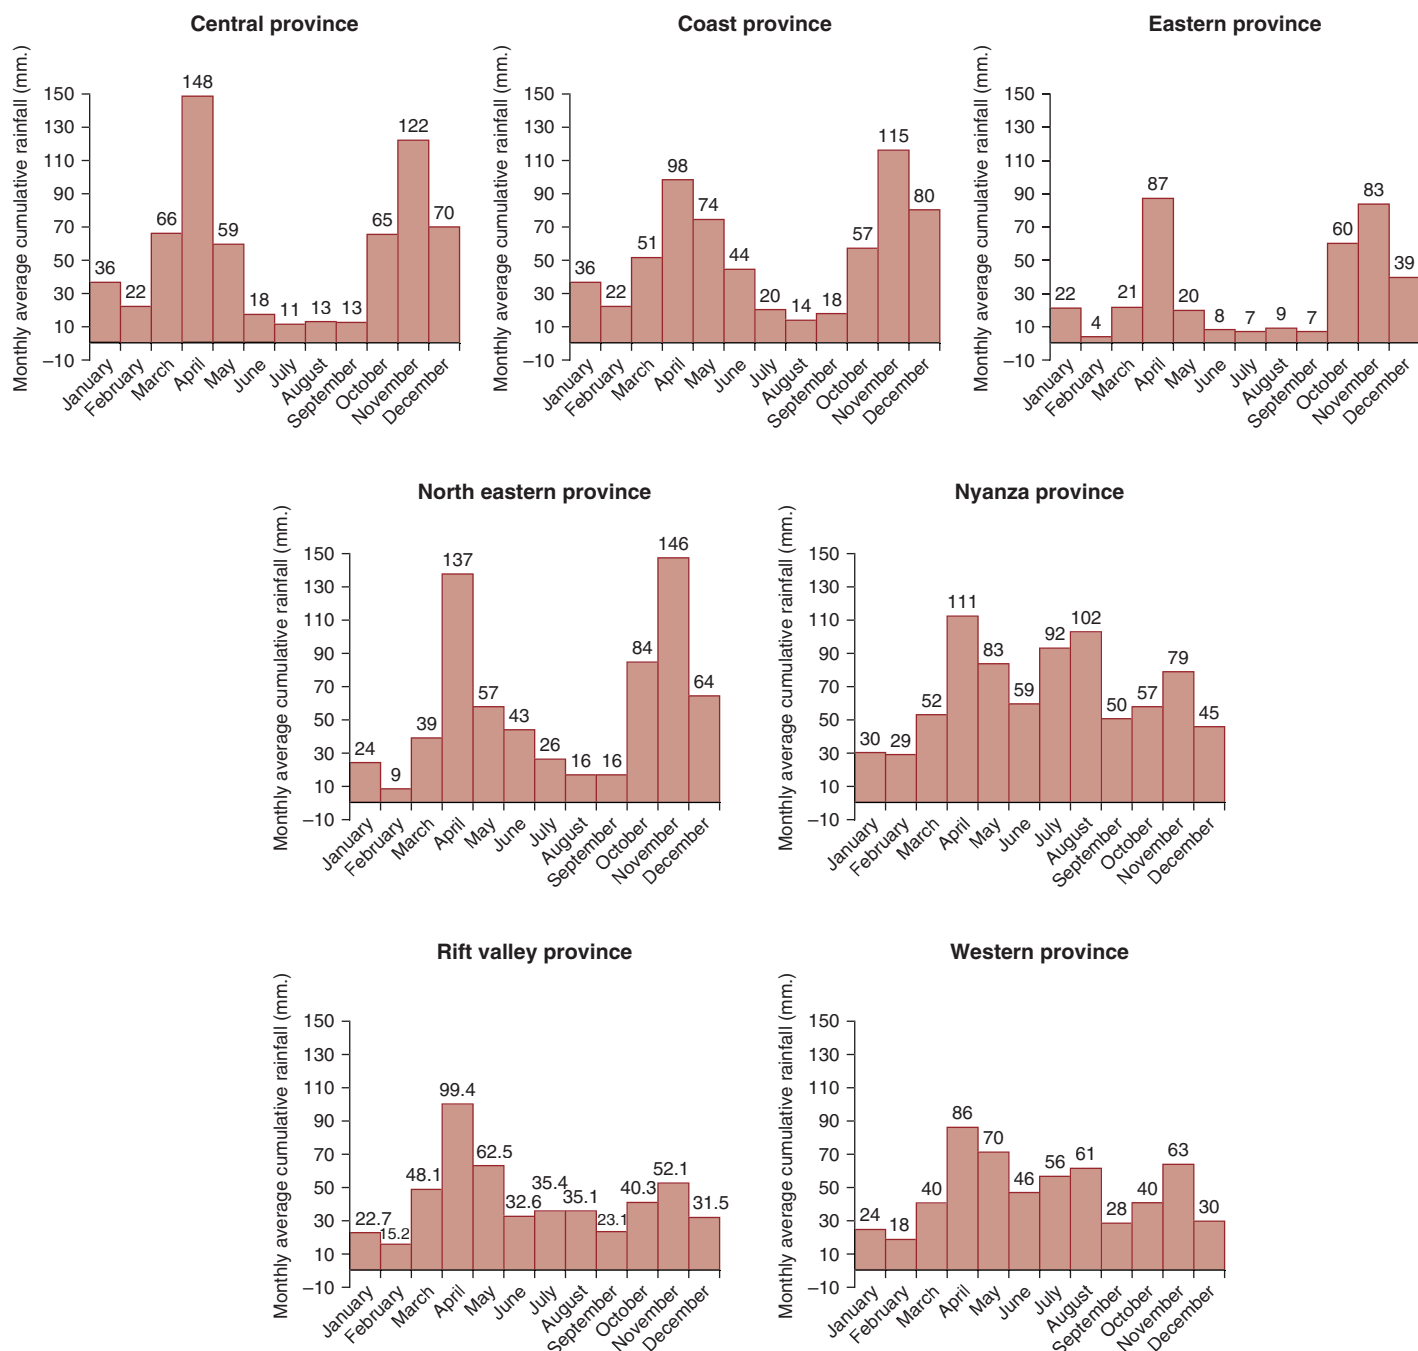 Central province
Monthly average cumulative rainfall (mm.)
150
130
110
90
70
50
30
10
–10
36
22
66
148
59
18
11
13
13
65
122
70
January
February
March
April
May
June
July
August
September
October
November
December
Coast province
Monthly average cumulative rainfall (mm.)
150
130
110
90
70
50
30
10
–10
36
22
51
98
74
44
20
14
18
57
115
80
January
February
March
April
May
June
July
August
September
October
November
December
Eastern province
Monthly average cumulative rainfall (mm.)
150
130
110
90
70
50
30
10
–10
22
4
21
87
20
8
7
9
7
60
83
39
January
February
March
April
May
June
July
August
September
October
November
December
North eastern province
Monthly average cumulative rainfall (mm.)
150
130
110
90
70
50
30
10
–10
24
9
39
137
57
43
26
16
16
84
146
64
January
February
March
April
May
June
July
August
September
October
November
December
Nyanza province
Monthly average cumulative rainfall (mm.)
150
130
110
90
70
50
30
10
–10
30
29
52
111
83
59
92
102
50
57
79
45
January
February
March
April
May
June
July
August
September
October
November
December
Rift valley province
Monthly average cumulative rainfall (mm.)
150
130
110
90
70
50
30
10
–10
22.7
15.2
48.1
99.4
62.5
32.6
35.4
35.1
23.1
40.3
52.1
31.5
January
February
March
April
May
June
July
August
September
October
November
December
Western province
Monthly average cumulative rainfall (mm.)
150
130
110
90
70
50
30
10
–10
24
18
40
86
70
46
56
61
28
40
63
30
January
February
March
April
May
June
July
August
September
October
November
December